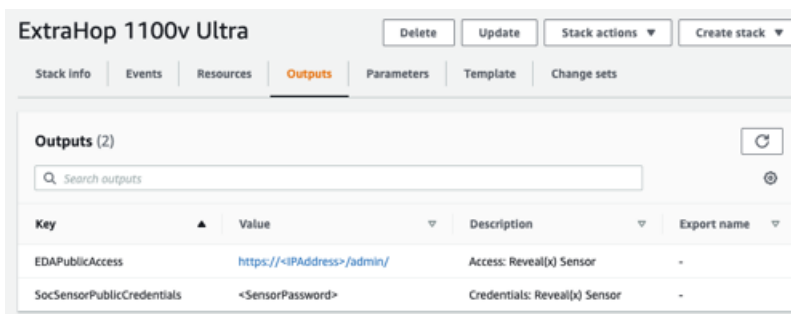 ExtraHop 1100v Ultra
Delete
Update
Stack actions
Create stack
Stack info
Events
Resources
Outputs
Parameters
Template
Change sets
Outputs (2)
Search outputs
Key
Value
Description
Export name
EDAPublicAccess
https://<IPAddress>/admin/
Access: Reveal(x) Sensor
-
SocSensorPublicCredentials
<SensorPassword>
Credentials: Reveal(x) Sensor
-